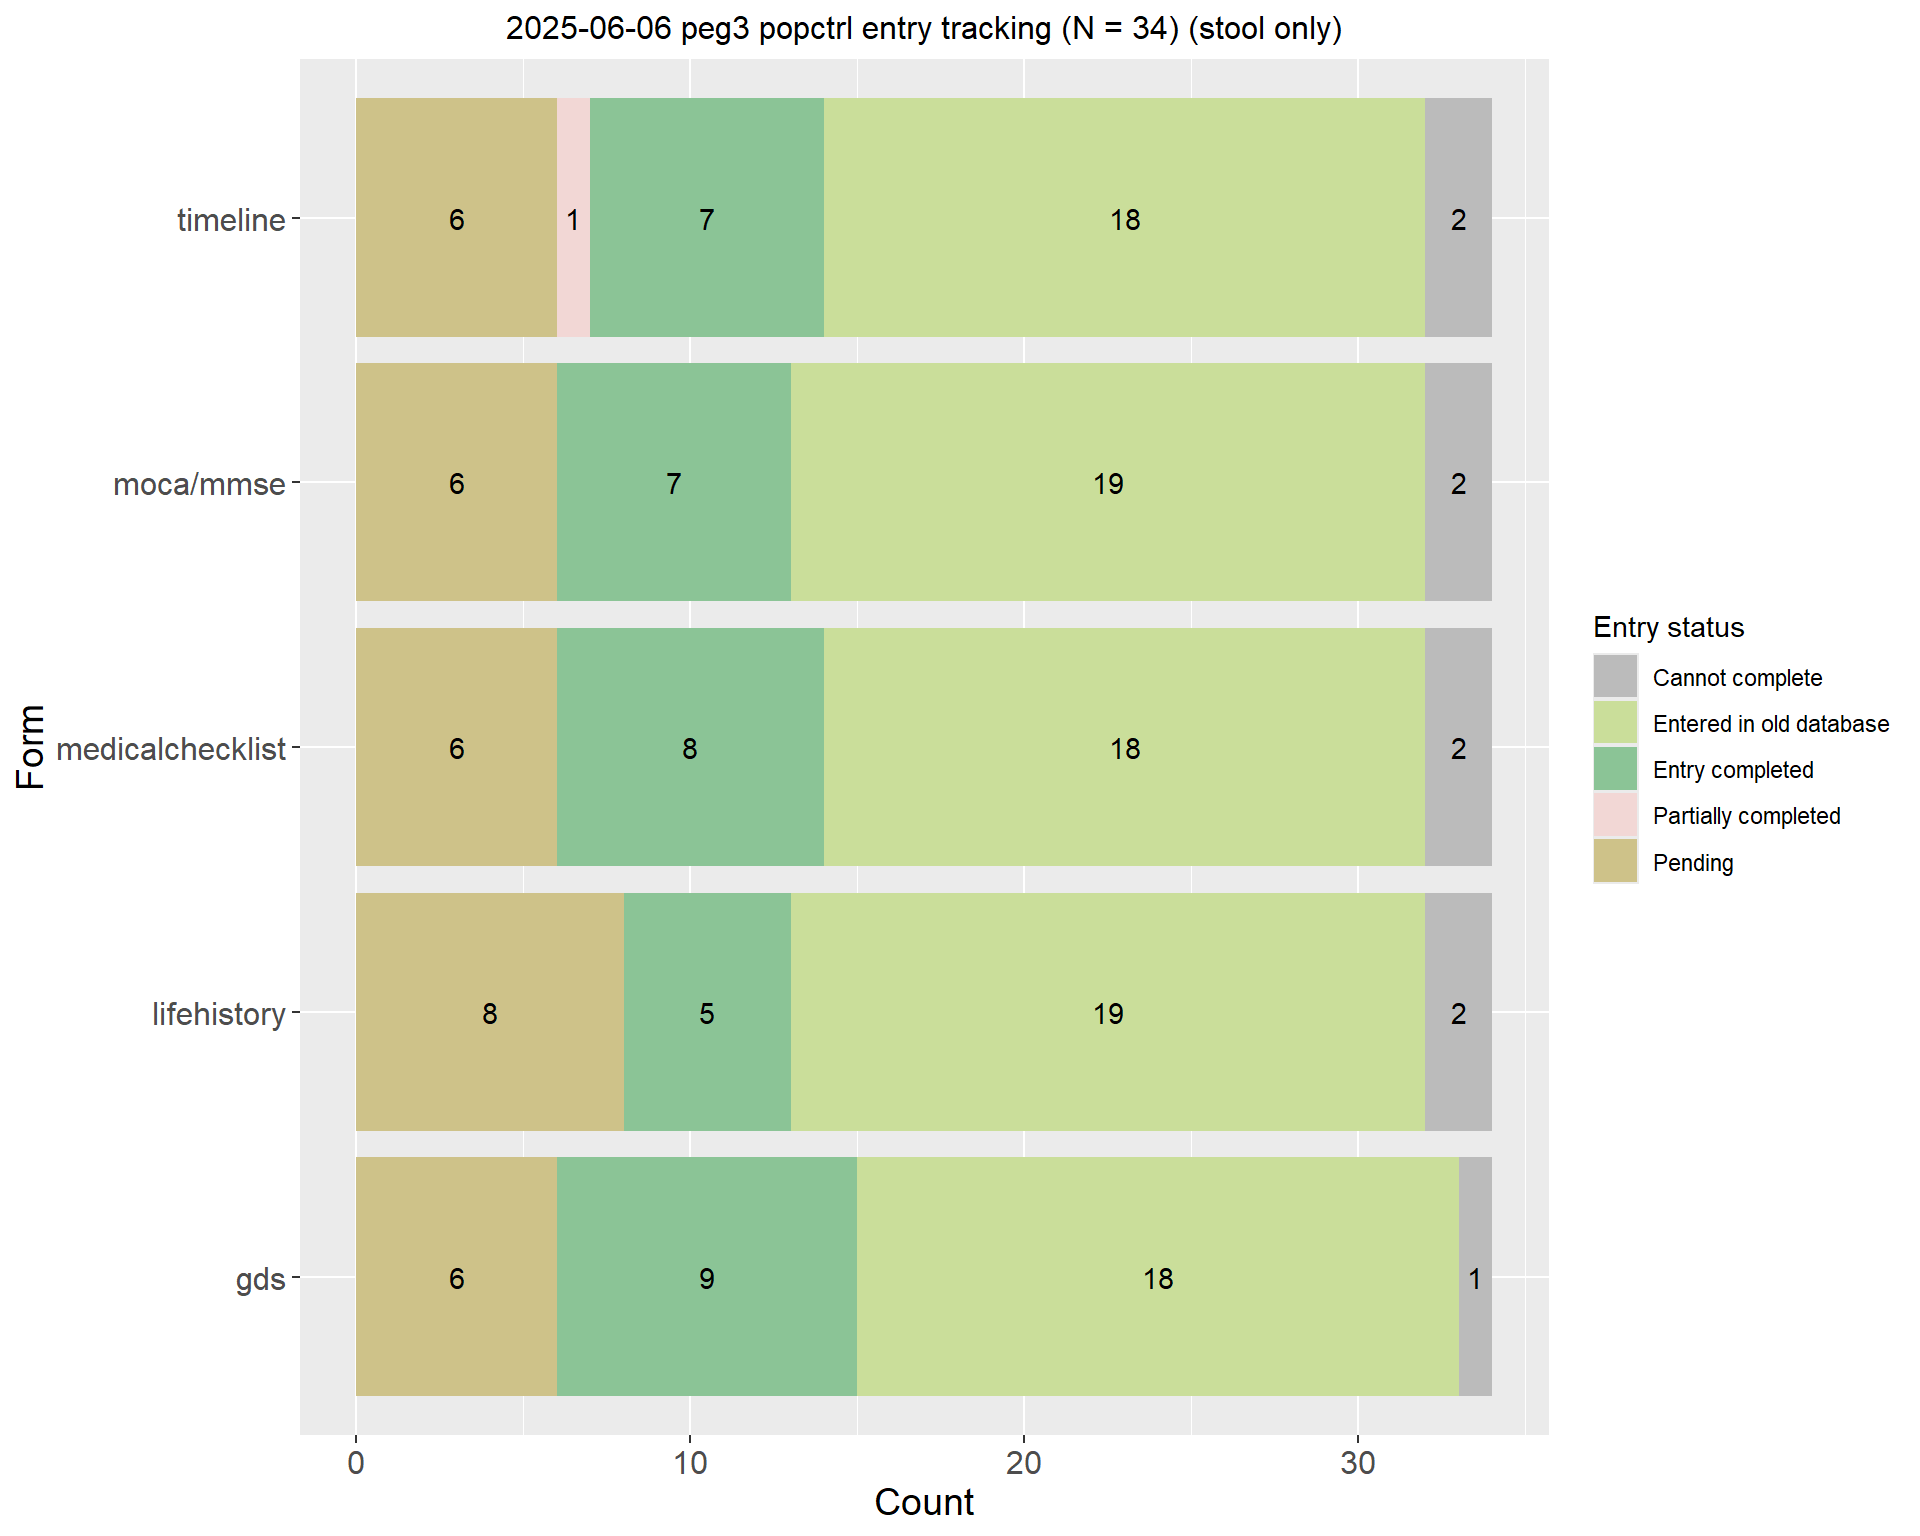 2025-06-06 peg3 popctrl entry tracking (N = 34) (stool only)
timeline
6 1 7 18 2
moca/mmse
6 7 19 2
medicalchecklist
6 8 18 2
lifehistory
8 5 19 2
gds
6 9 18 1
Form
0 10 20 30
Count
Entry status
Cannot complete
Entered in old database
Entry completed
Partially completed
Pending